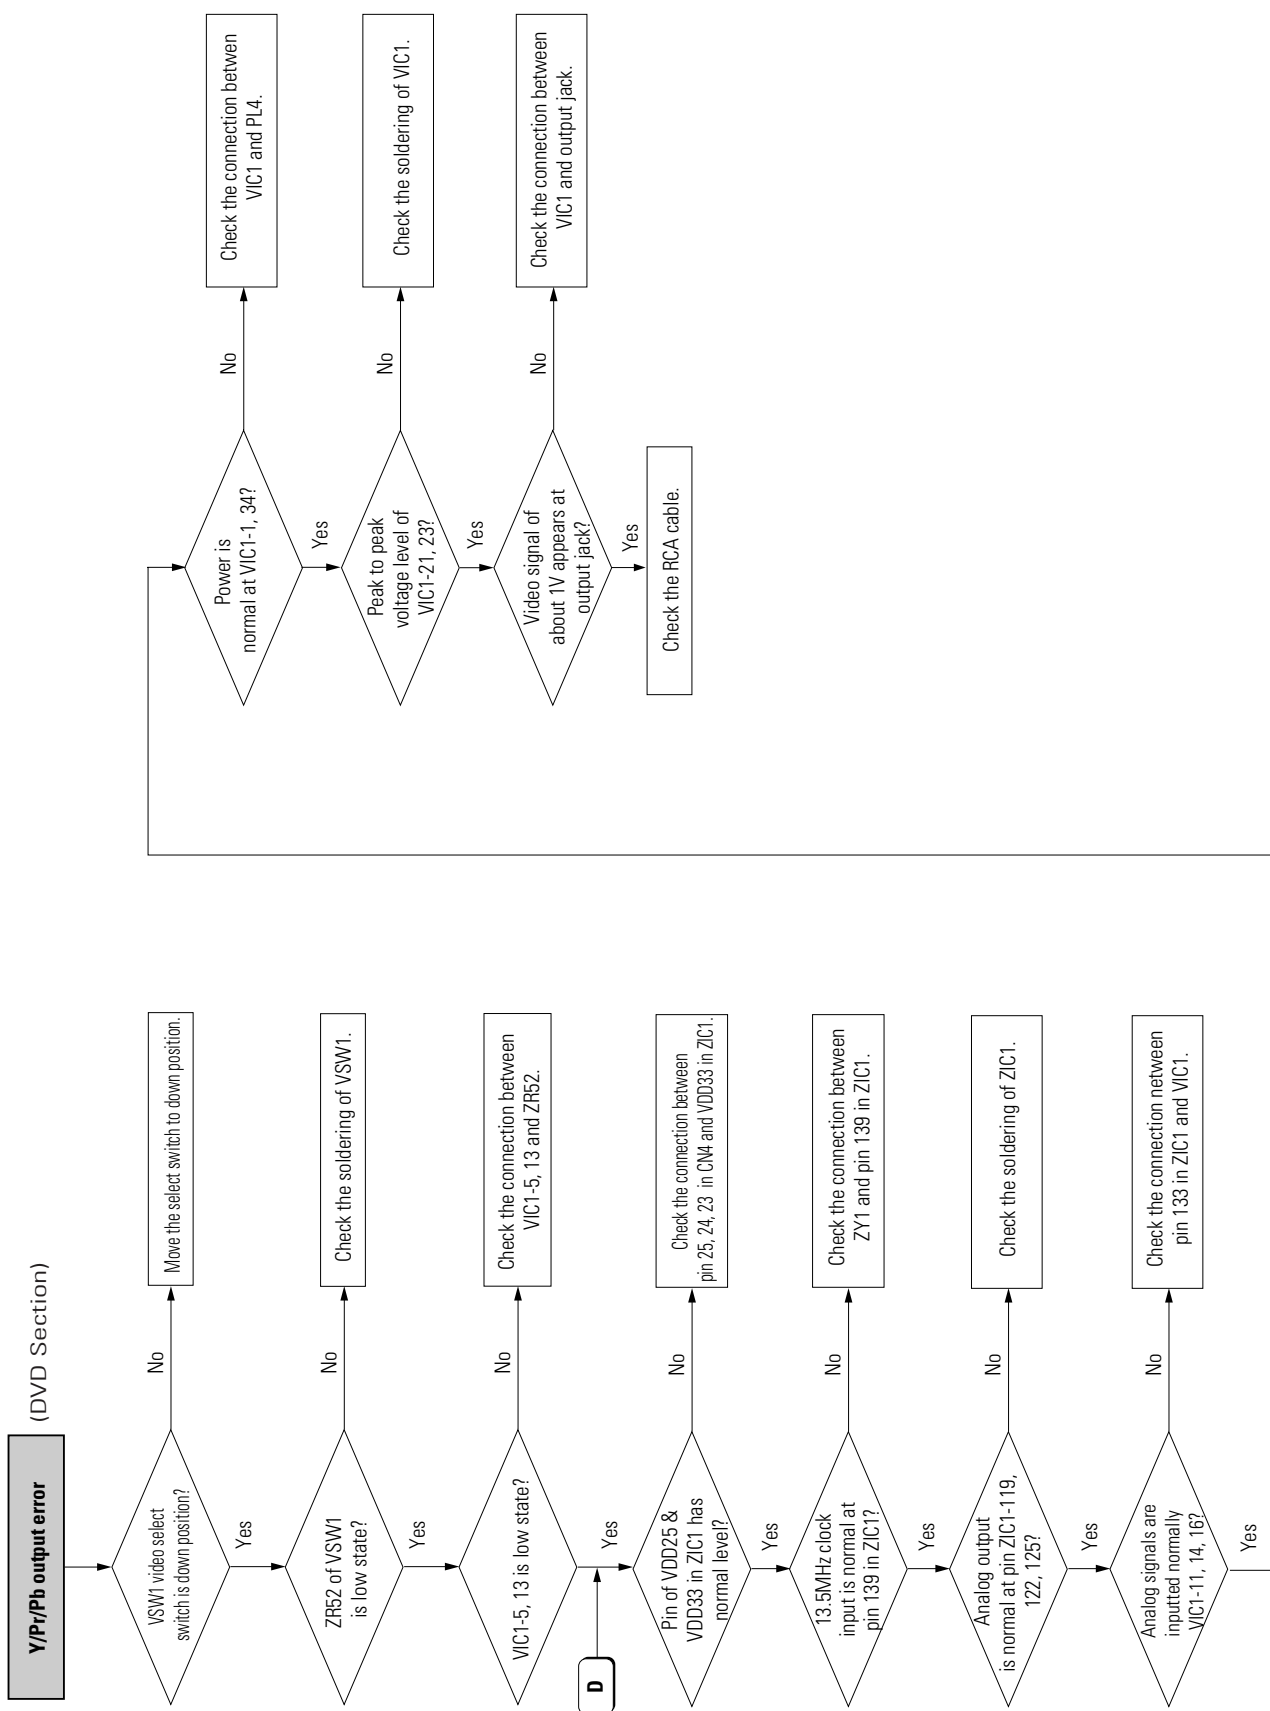 (DVD Section)
Y/Pr/Pb output error
VSW1 video select
switch is down position?
No
Move the select switch to down position.
Yes
ZR52 of VSW1
is low state?
No
Check the soldering of VSW1.
Yes
VIC1-5, 13 is low state?
No
Check the connection between
VIC1-5, 13 and ZR52.
Yes
D
Pin of VDD25 &
VDD33 in ZIC1 has
normal level?
No
Check the connection between
pin 25, 24, 23 in CN4 and VDD33 in ZIC1.
Yes
13.5MHz clock
input is normal at
pin 139 in ZIC1?
No
Check the connection between
ZY1 and pin 139 in ZIC1.
Yes
Analog output
is normal at pin ZIC1-119,
122, 125?
No
Check the soldering of ZIC1.
Yes
Analog signals are
inputted normally
VIC1-11, 14, 16?
No
Check the connection netween
pin 133 in ZIC1 and VIC1.
Yes
Power is
normal at VIC1-1, 34?
No
Check the connection betwen
VIC1 and PL4.
Yes
Peak to peak
voltage level of
VIC1-21, 23?
No
Check the soldering of VIC1.
Yes
Video signal of
about 1V appears at
output jack?
No
Check the connection between
VIC1 and output jack.
Yes
Check the RCA cable.